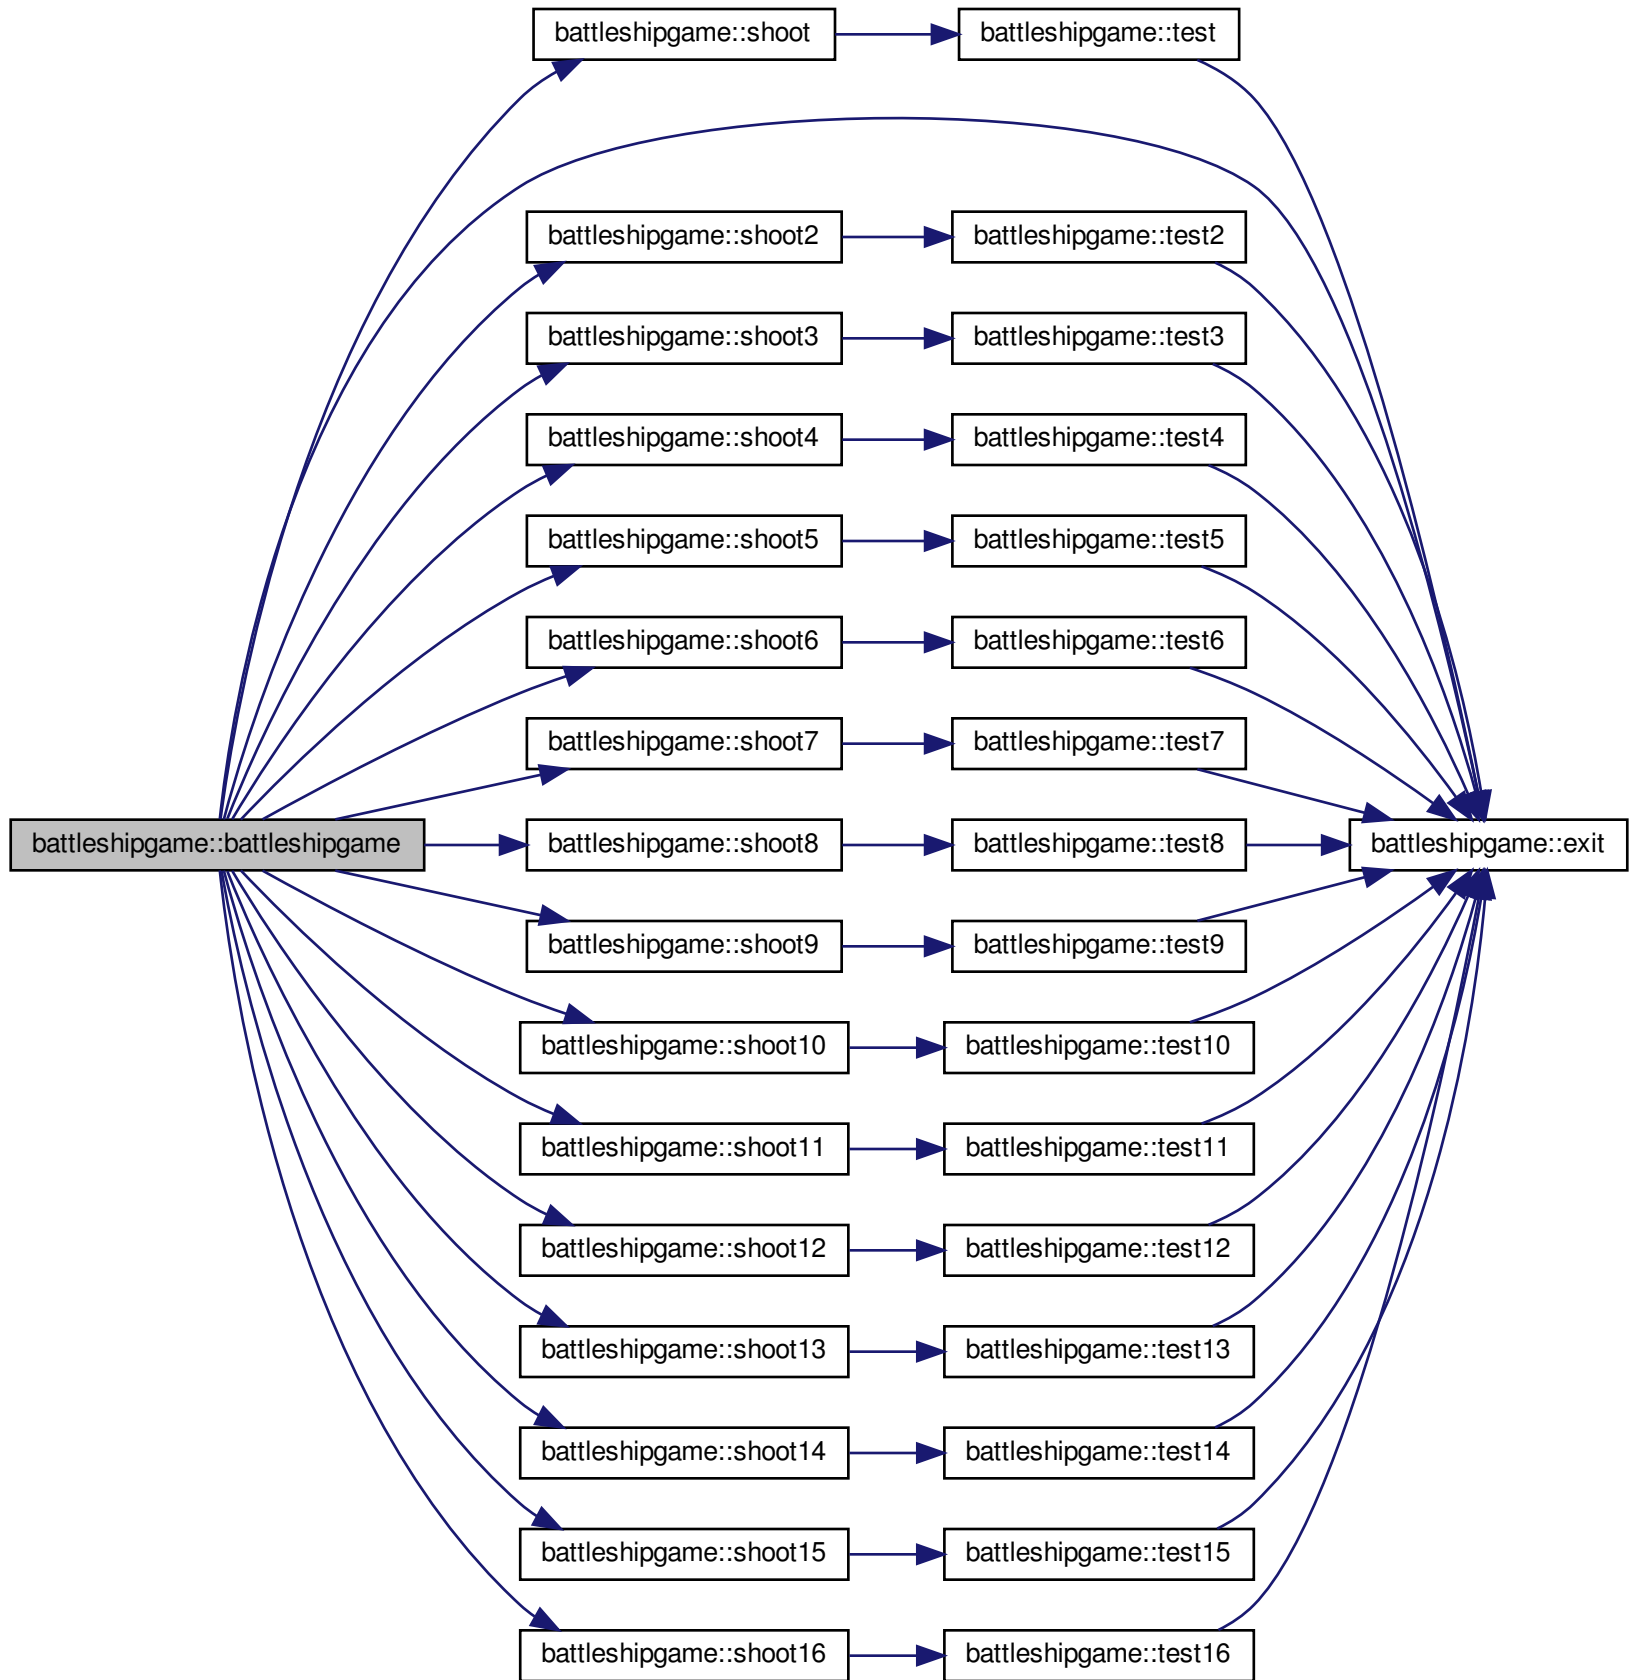 battleshipgame::shoot
battleshipgame::test
battleshipgame::shoot2
battleshipgame::test2
battleshipgame::shoot3
battleshipgame::test3
battleshipgame::shoot4
battleshipgame::test4
battleshipgame::shoot5
battleshipgame::test5
battleshipgame::shoot6
battleshipgame::test6
battleshipgame::shoot7
battleshipgame::test7
battleshipgame::battleshipgame
battleshipgame::shoot8
battleshipgame::test8
battleshipgame::exit
battleshipgame::shoot9
battleshipgame::test9
battleshipgame::shoot10
battleshipgame::test10
battleshipgame::shoot11
battleshipgame::test11
battleshipgame::shoot12
battleshipgame::test12
battleshipgame::shoot13
battleshipgame::test13
battleshipgame::shoot14
battleshipgame::test14
battleshipgame::shoot15
battleshipgame::test15
battleshipgame::shoot16
battleshipgame::test16